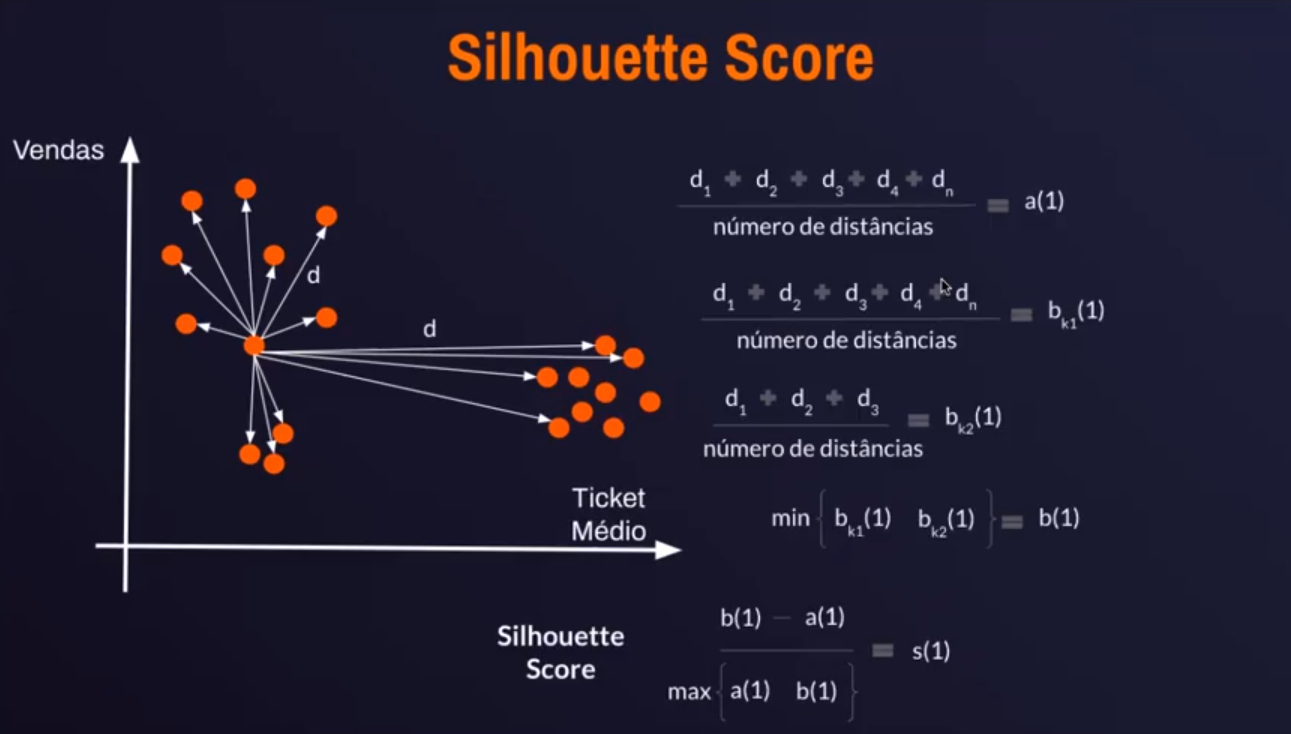 Silhouette Score
Vendas
d
d
Ticket
Médio
d1 + d2 + d3 + d4 + dn = a(1)
número de distâncias
d1 + d2 + d3 + d4 + dn = bk1(1)
número de distâncias
d1 + d2 + d3 = bk2(1)
número de distâncias
min { bk1(1) bk2(1) } = b(1)
Silhouette
Score
b(1) — a(1) = s(1)
max { a(1) b(1) }